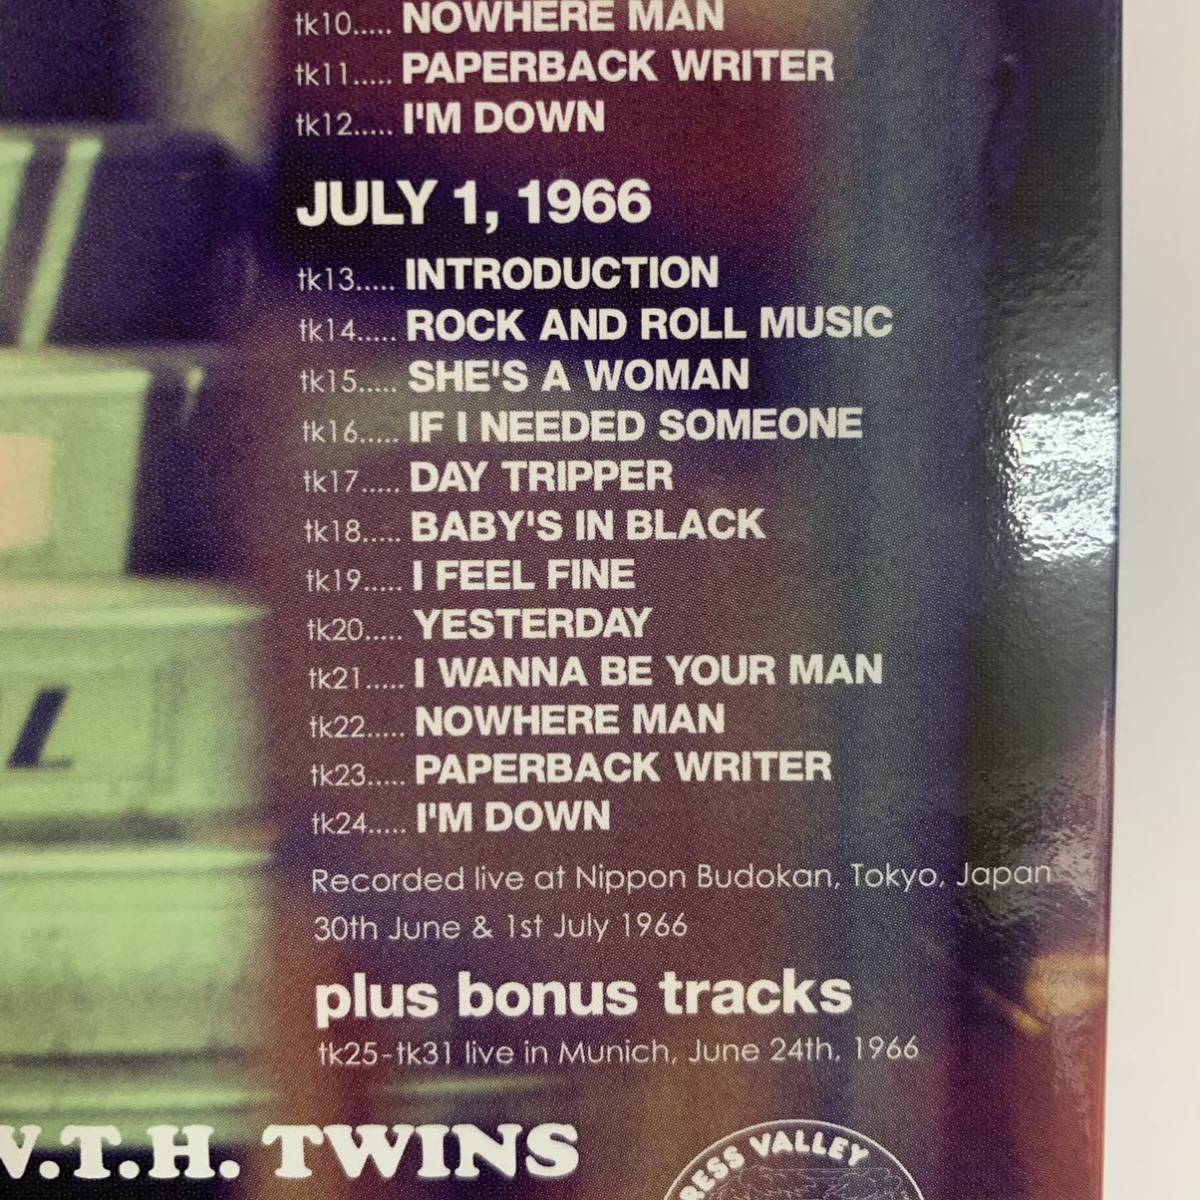 tk10..... NOWHERE MAN
tk11..... PAPERBACK WRITER
tk12..... I'M DOWN
JULY 1, 1966
tk13..... INTRODUCTION
tk14..... ROCK AND ROLL MUSIC
tk15..... SHE'S A WOMAN
tk16..... IF I NEEDED SOMEONE
tk17..... DAY TRIPPER
tk18..... BABY'S IN BLACK
tk19..... I FEEL FINE
tk20..... YESTERDAY
tk21..... I WANNA BE YOUR MAN
tk22..... NOWHERE MAN
tk23..... PAPERBACK WRITER
tk24..... I'M DOWN
Recorded live at Nippon Budokan, Tokyo, Japan
30th June & 1st July 1966
plus bonus tracks
tk25-tk31 live in Munich, June 24th, 1966
.T.H. TWINS
RESS VALLEY